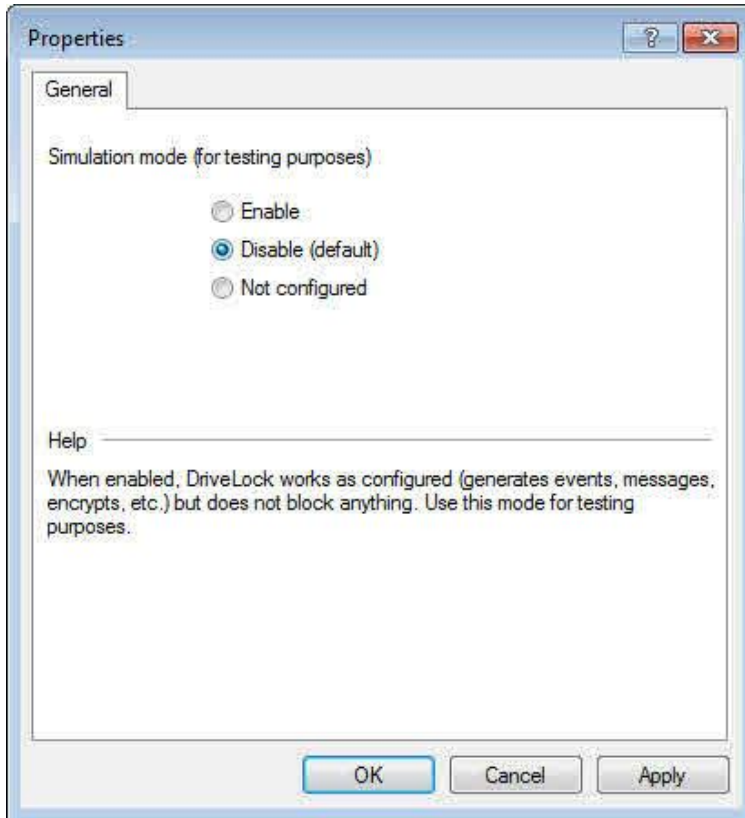 Properties
General
Simulation mode (for testing purposes)
Enable
Disable (default)
Not configured
Help
When enabled, DriveLock works as configured (generates events, messages,
encrypts, etc.) but does not block anything. Use this mode for testing
purposes.
OK Cancel Apply